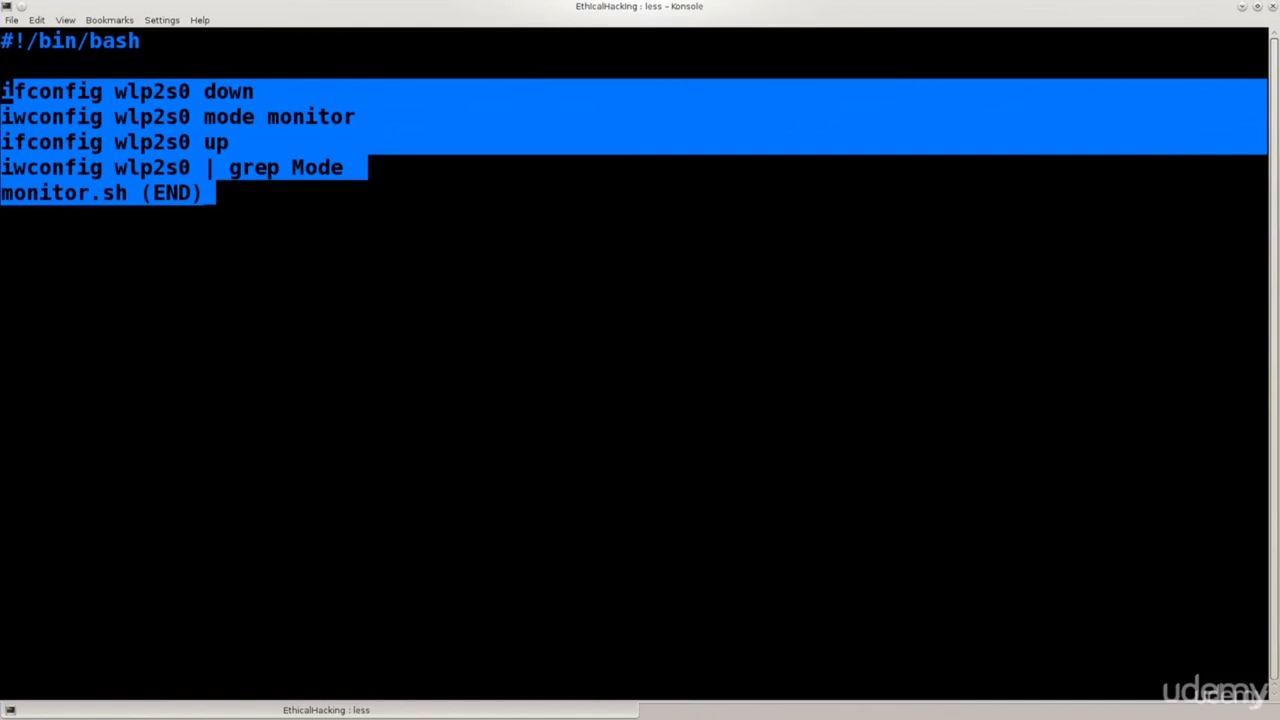 EthicalHacking : less – Konsole
File Edit View Bookmarks Settings Help
#!/bin/bash
ifconfig wlp2s0 down
iwconfig wlp2s0 mode monitor
ifconfig wlp2s0 up
iwconfig wlp2s0 | grep Mode
monitor.sh (END)
udemy
udemy
EthicalHacking : less